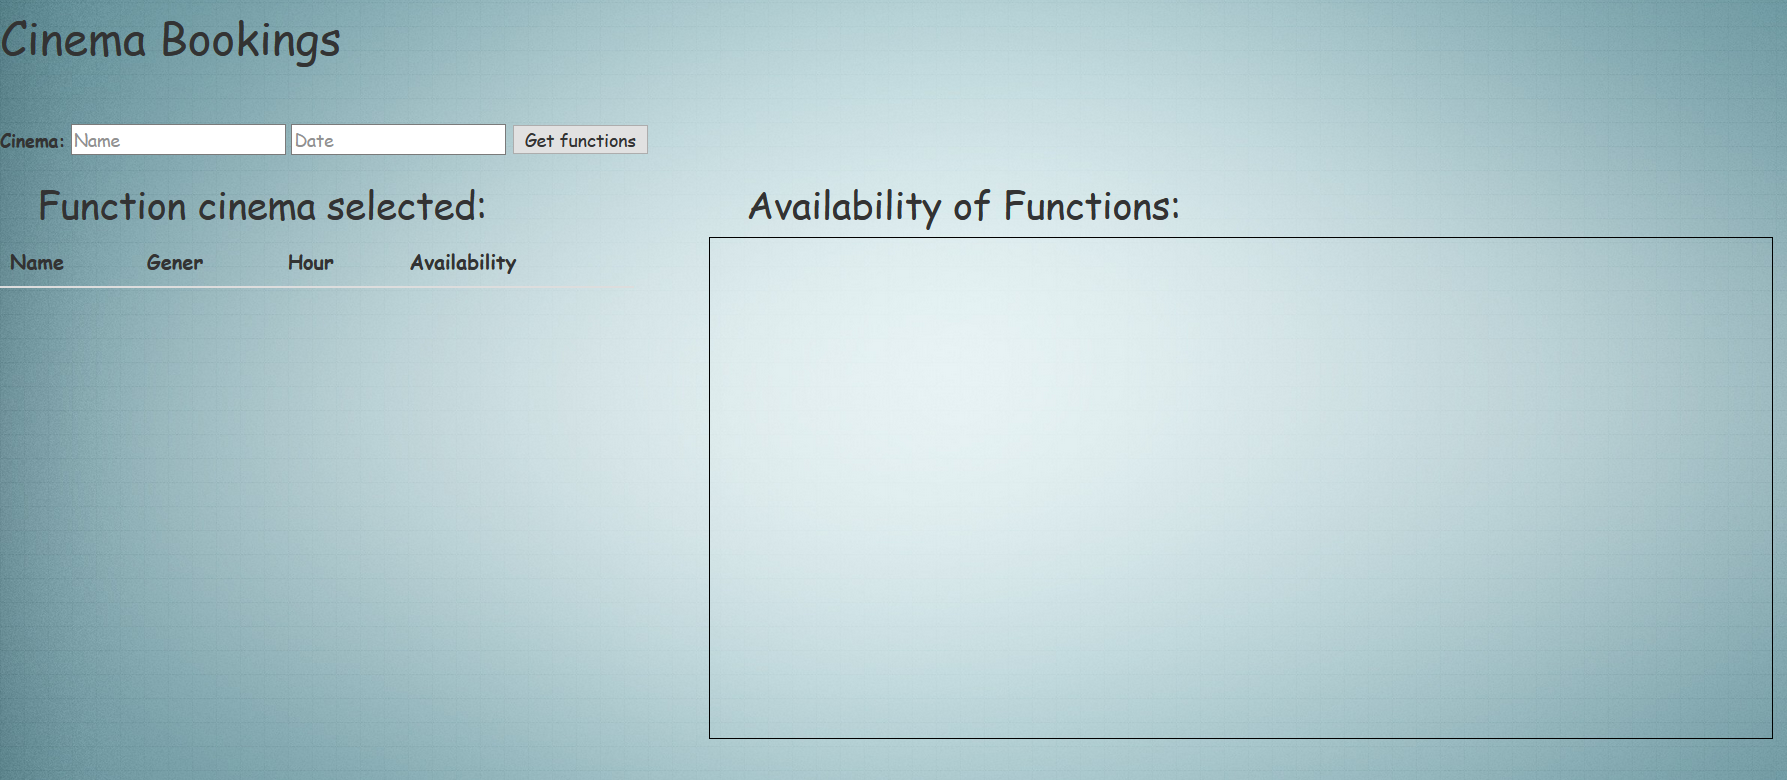 Cinema Bookings
Cinema: Name Date Get functions
Function cinema selected:
Name Gener Hour Availability
Availability of Functions: